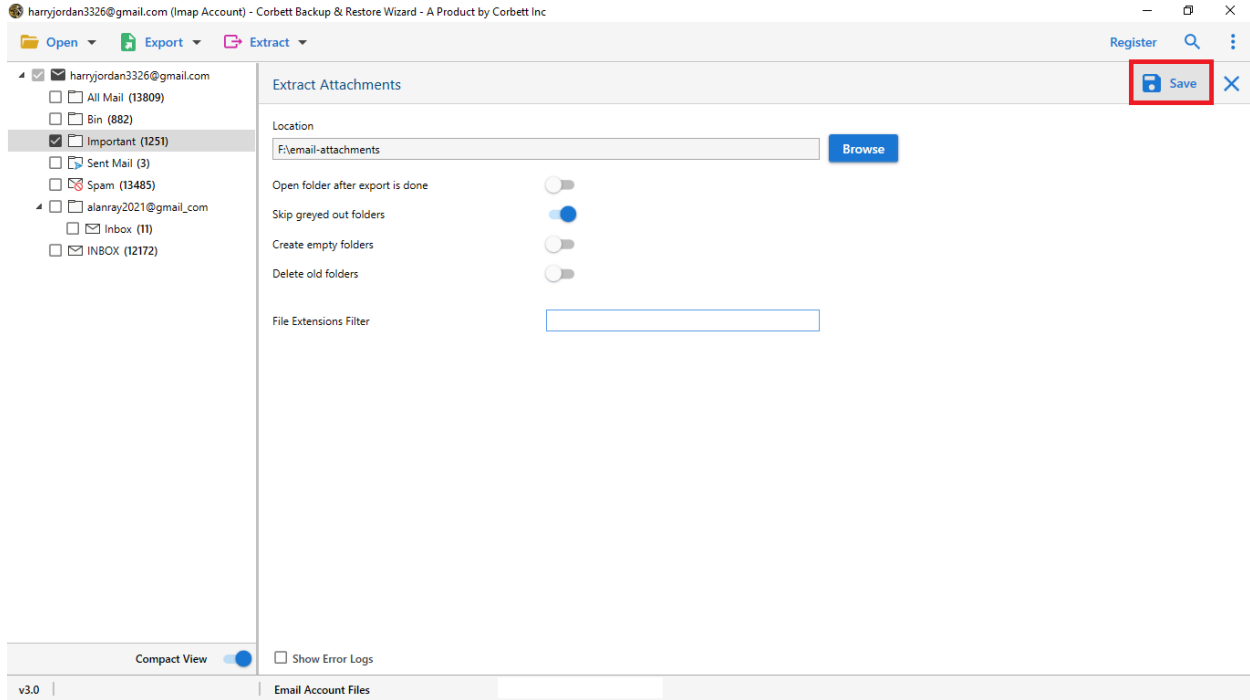 harryjordan3326@gmail.com (Imap Account) - Corbett Backup & Restore Wizard - A Product by Corbett Inc
Open Export Extract Register
harryjordan3326@gmail.com
All Mail (13809)
Bin (882)
Important (1251)
Sent Mail (3)
Spam (13485)
alanray2021@gmail_com
Inbox (11)
INBOX (12172)
Extract Attachments Save
Location
F:\email-attachments Browse
Open folder after export is done
Skip greyed out folders
Create empty folders
Delete old folders
File Extensions Filter
Compact View Show Error Logs
v3.0 Email Account Files